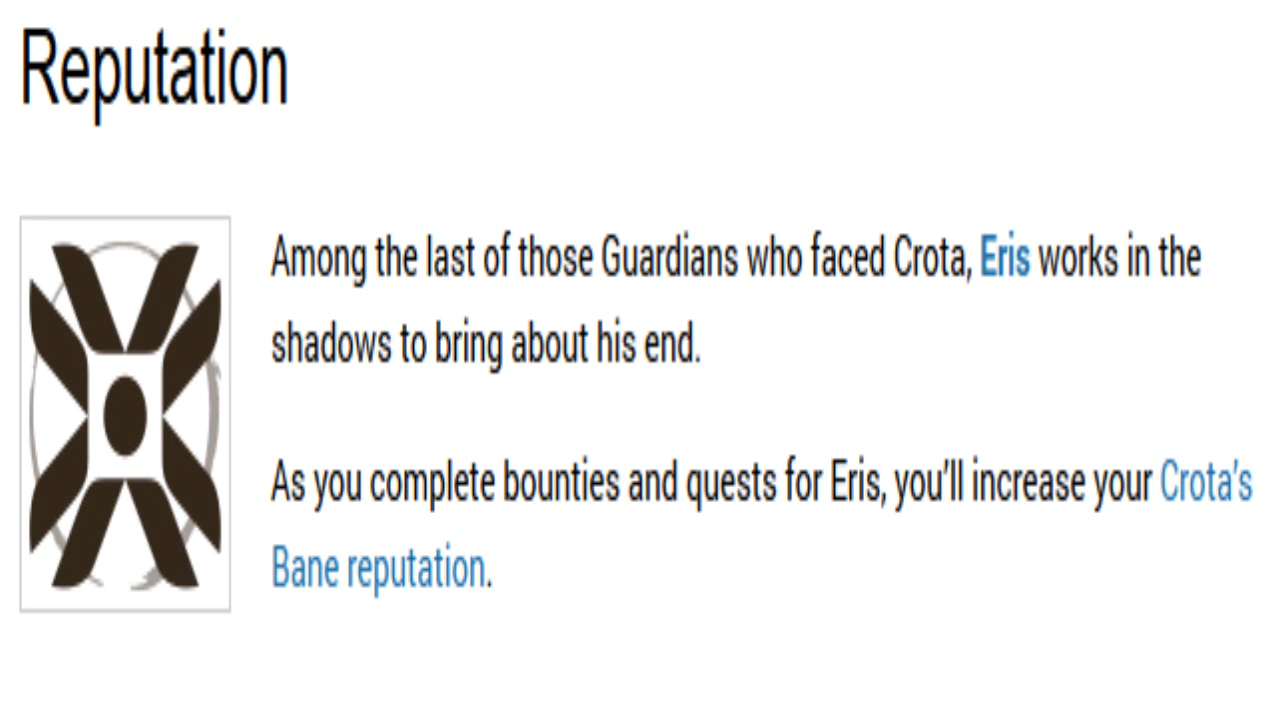 Reputation
Among the last of those Guardians who faced Crota, Eris works in the
shadows to bring about his end.
As you complete bounties and quests for Eris, you’ll increase your Crota’s
Bane reputation.